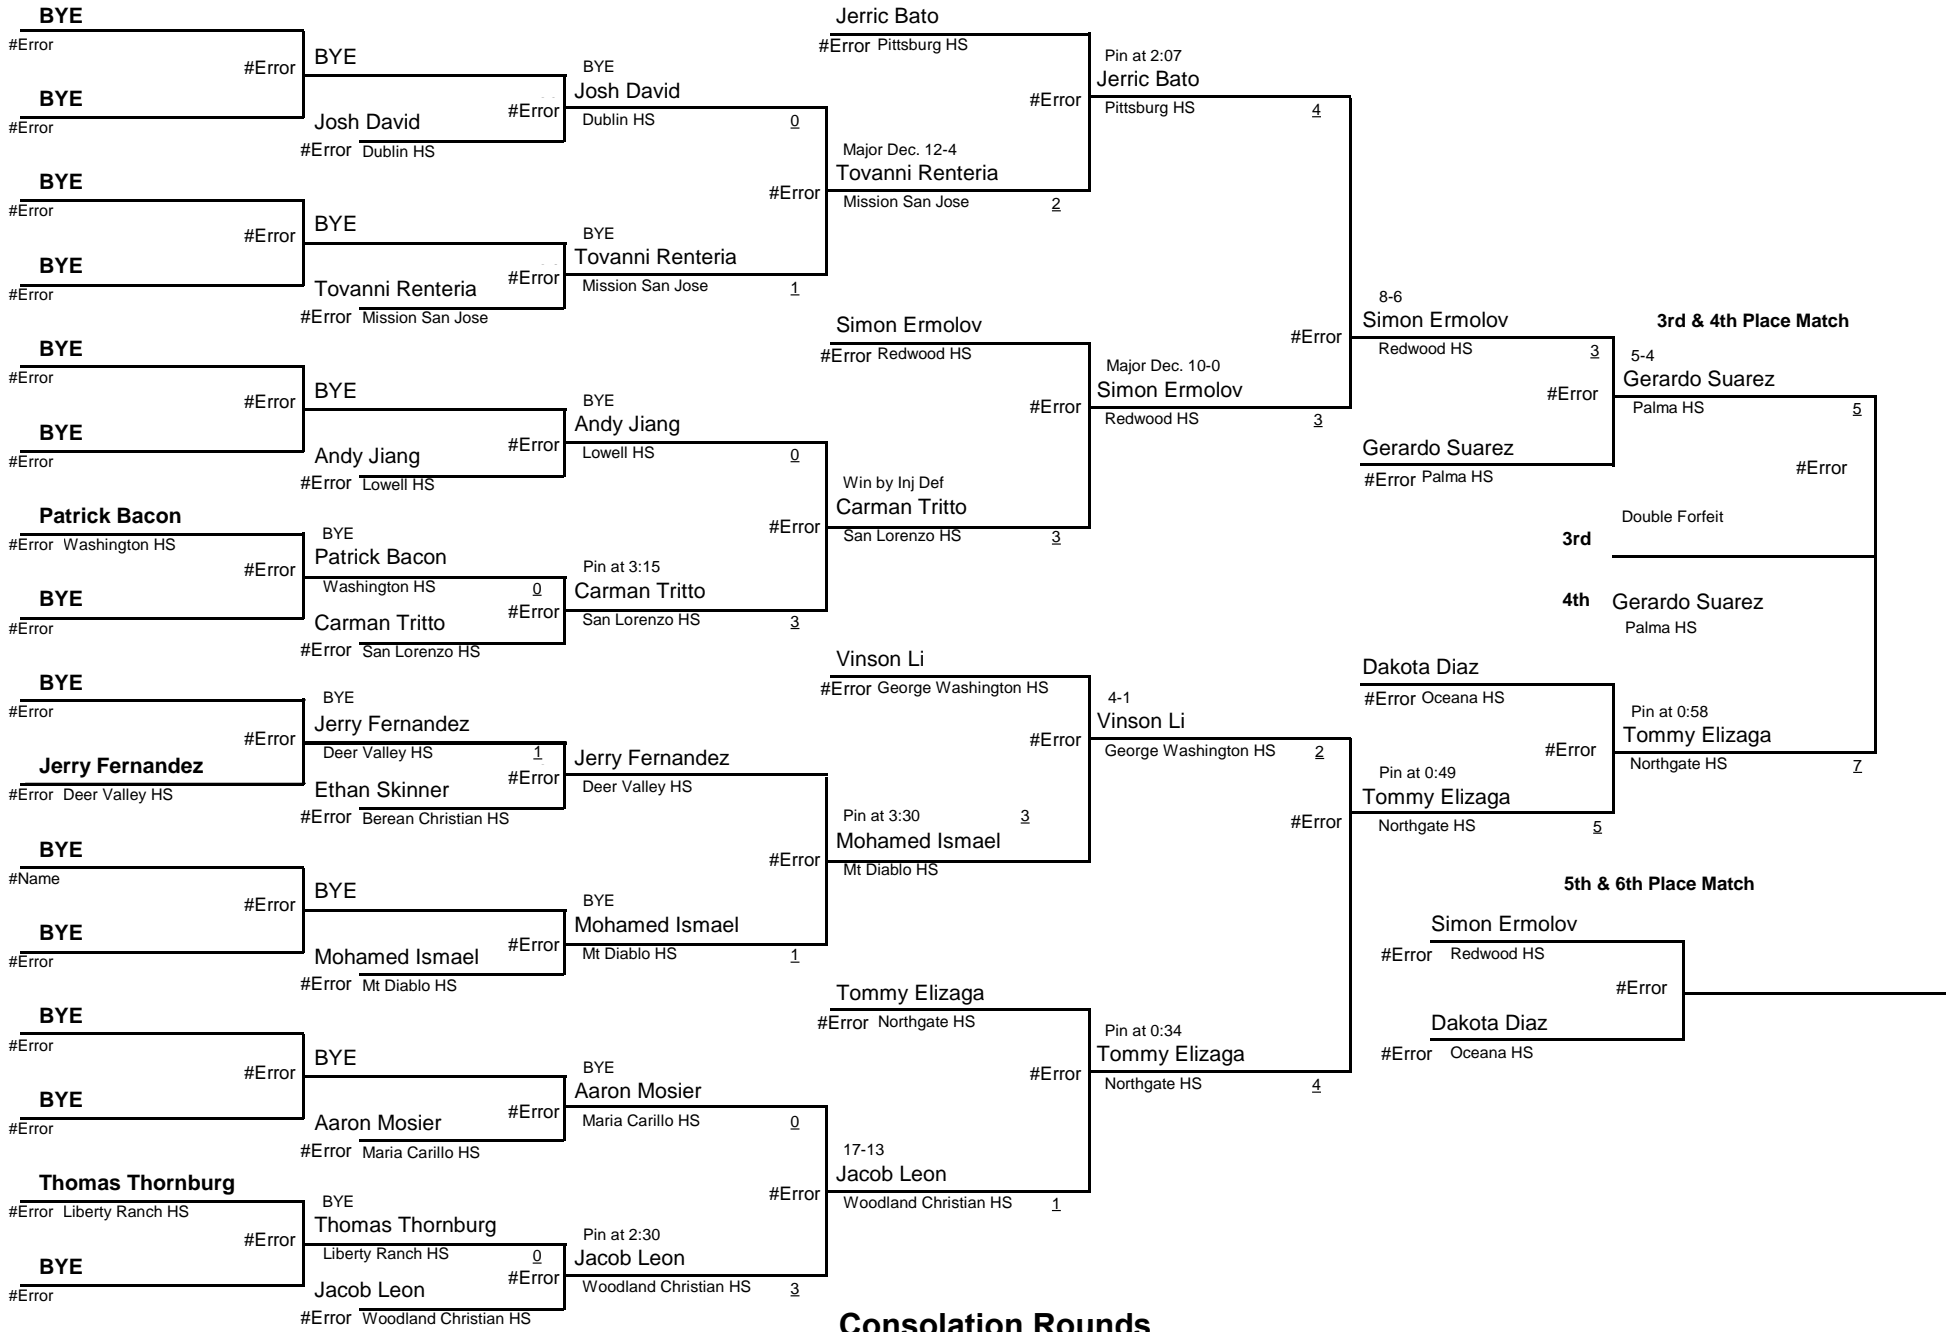 BYE
#Error
#Error
BYE
#Error
BYE
#Error
#Error
BYE
#Error
BYE
#Error
#Error
BYE
#Error
Patrick Bacon
#Error Washington HS
#Error
BYE
#Error
BYE
#Error
#Error
Jerry Fernandez
#Error Deer Valley HS
BYE
#Name
#Error
BYE
#Error
BYE
#Error
#Error
BYE
#Error
Thomas Thornburg
#Error Liberty Ranch HS
#Error
BYE
#Error
BYE
#Error
Josh David
#Error Dublin HS
BYE
#Error
Tovanni Renteria
#Error Mission San Jose
BYE
#Error
Andy Jiang
#Error Lowell HS
BYE
Patrick Bacon
Washington HS 0
#Error
Carman Tritto
#Error San Lorenzo HS
BYE
Jerry Fernandez
Deer Valley HS 1
#Error
Ethan Skinner
#Error Berean Christian HS
BYE
#Error
Mohamed Ismael
#Error Mt Diablo HS
BYE
#Error
Aaron Mosier
#Error Maria Carillo HS
BYE
Thomas Thornburg
Liberty Ranch HS 0
#Error
Jacob Leon
#Error Woodland Christian HS
BYE
Josh David
Dublin HS 0
#Error
BYE
Tovanni Renteria
Mission San Jose 1
BYE
Andy Jiang
Lowell HS 0
#Error
Pin at 3:15
Carman Tritto
San Lorenzo HS 3
Jerry Fernandez
Deer Valley HS
#Error
BYE
Mohamed Ismael
Mt Diablo HS 1
BYE
Aaron Mosier
Maria Carillo HS 0
#Error
Pin at 2:30
Jacob Leon
Woodland Christian HS 3
Jerric Bato
#Error Pittsburg HS
#Error
Major Dec. 12-4
Tovanni Renteria
Mission San Jose 2
Simon Ermolov
#Error Redwood HS
#Error
Win by Inj Def
Carman Tritto
San Lorenzo HS 3
Vinson Li
#Error George Washington HS
#Error
Pin at 3:30 3
Mohamed Ismael
Mt Diablo HS
Tommy Elizaga
#Error Northgate HS
#Error
17-13
Jacob Leon
Woodland Christian HS 1
Pin at 2:07
Jerric Bato
Pittsburg HS 4
#Error
Major Dec. 10-0
Simon Ermolov
Redwood HS 3
4-1
Vinson Li
George Washington HS 2
#Error
Pin at 0:34
Tommy Elizaga
Northgate HS 4
8-6
Simon Ermolov
Redwood HS 3
#Error
Gerardo Suarez
#Error Palma HS
Dakota Diaz
#Error Oceana HS
#Error
Pin at 0:49
Tommy Elizaga
Northgate HS 5
3rd & 4th Place Match
5-4
Gerardo Suarez
Palma HS 5
#Error
Double Forfeit
3rd
4th Gerardo Suarez
Palma HS
Pin at 0:58
Tommy Elizaga
Northgate HS 7
5th & 6th Place Match
Simon Ermolov
#Error Redwood HS
#Error
Dakota Diaz
#Error Oceana HS
Consolation Rounds